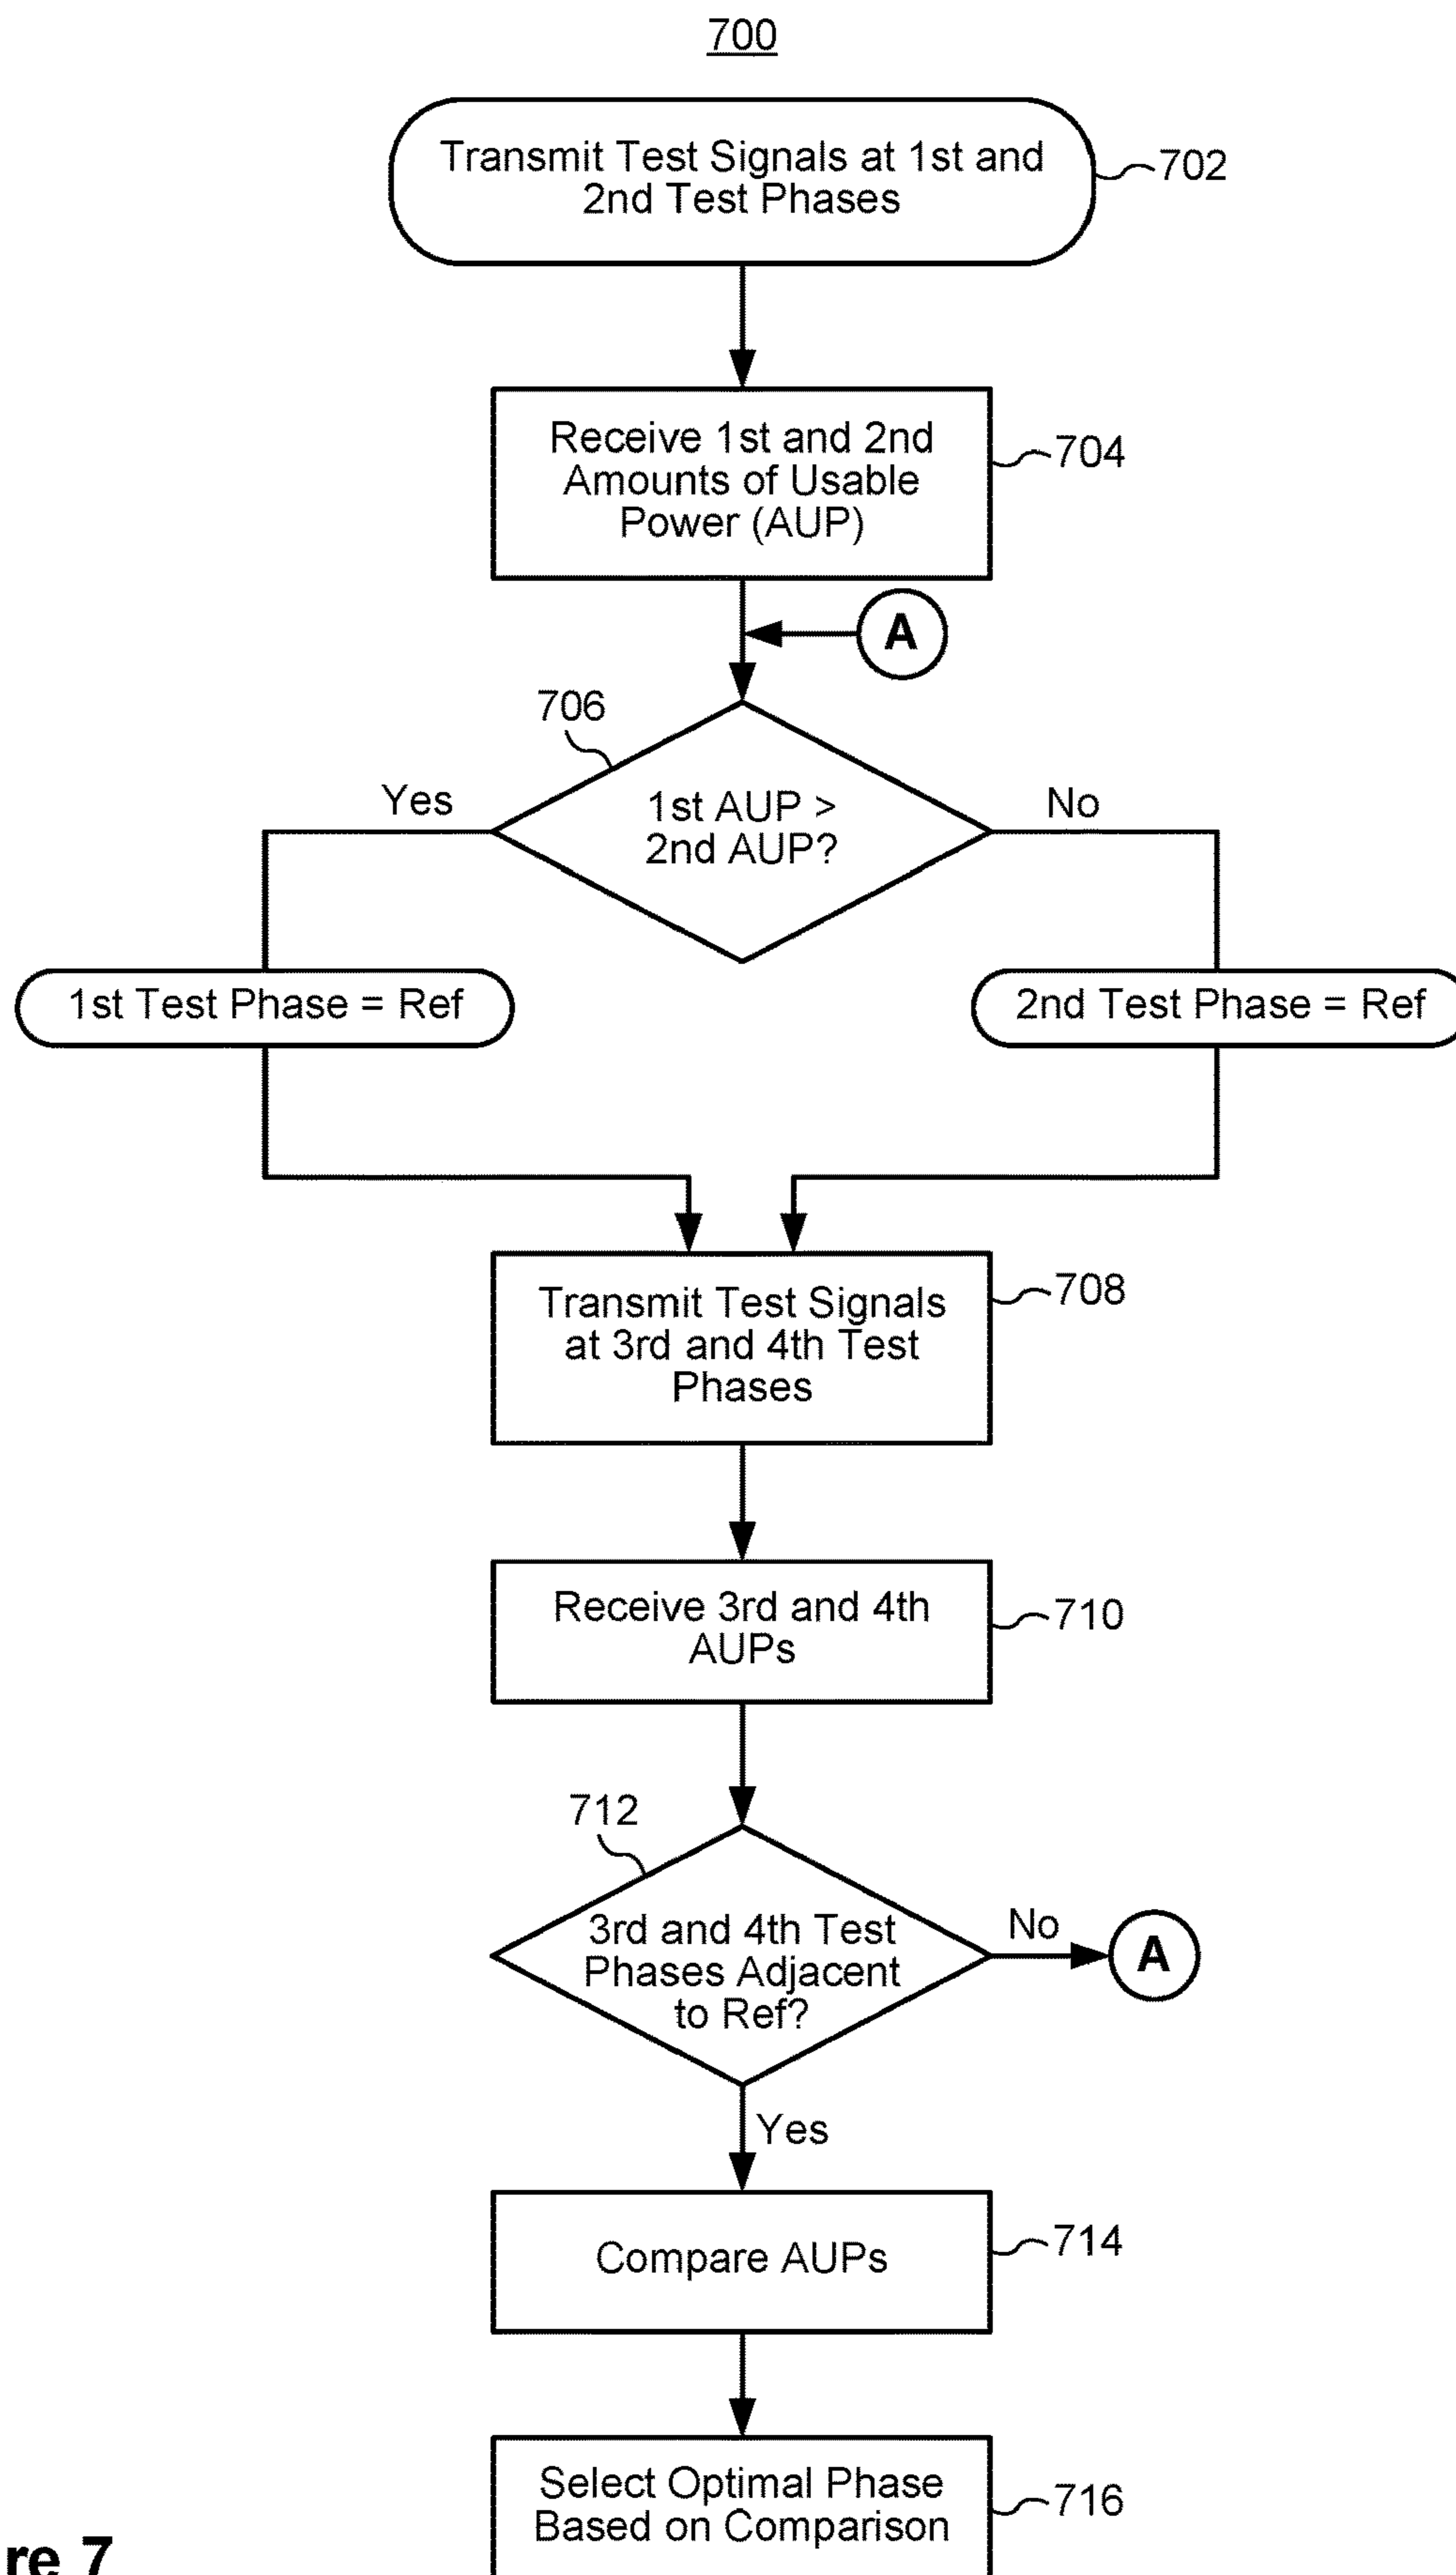 700
Transmit Test Signals at 1st and
2nd Test Phases
702
Receive 1st and 2nd
Amounts of Usable
Power (AUP)
704
A
706
Yes
1st AUP >
2nd AUP?
No
1st Test Phase = Ref
2nd Test Phase = Ref
Transmit Test Signals
at 3rd and 4th Test
Phases
708
Receive 3rd and 4th
AUPs
710
712
3rd and 4th Test
Phases Adjacent
to Ref?
No
A
Yes
Compare AUPs
714
Select Optimal Phase
Based on Comparison
716
re 7